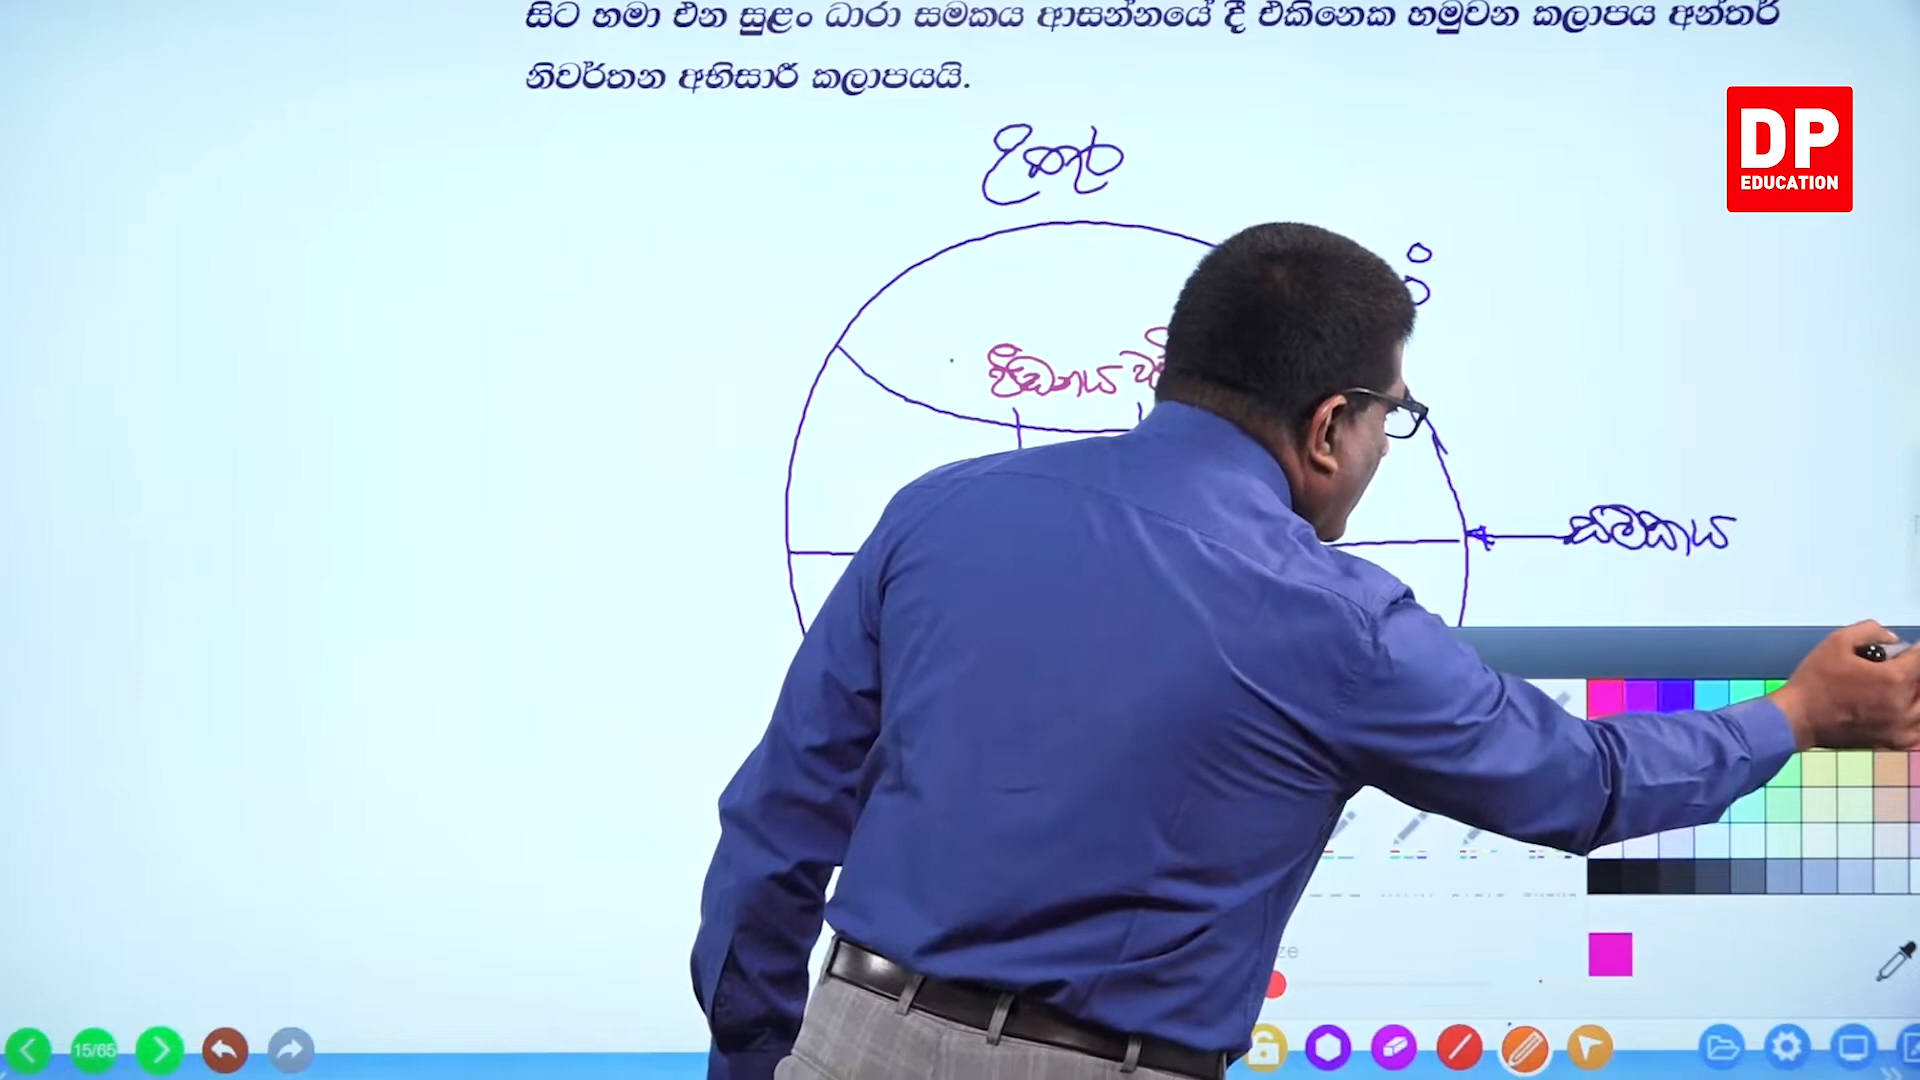 සිට හමා එන සුළං ධාරා සමකය ආසන්නයේ දී එකිනෙක හමුවන කලාපය අන්තර්
නිවර්තන අභිසාරී කලාපයයි.
DP
EDUCATION
උතුර
පීඩනය
සමකය
15/65